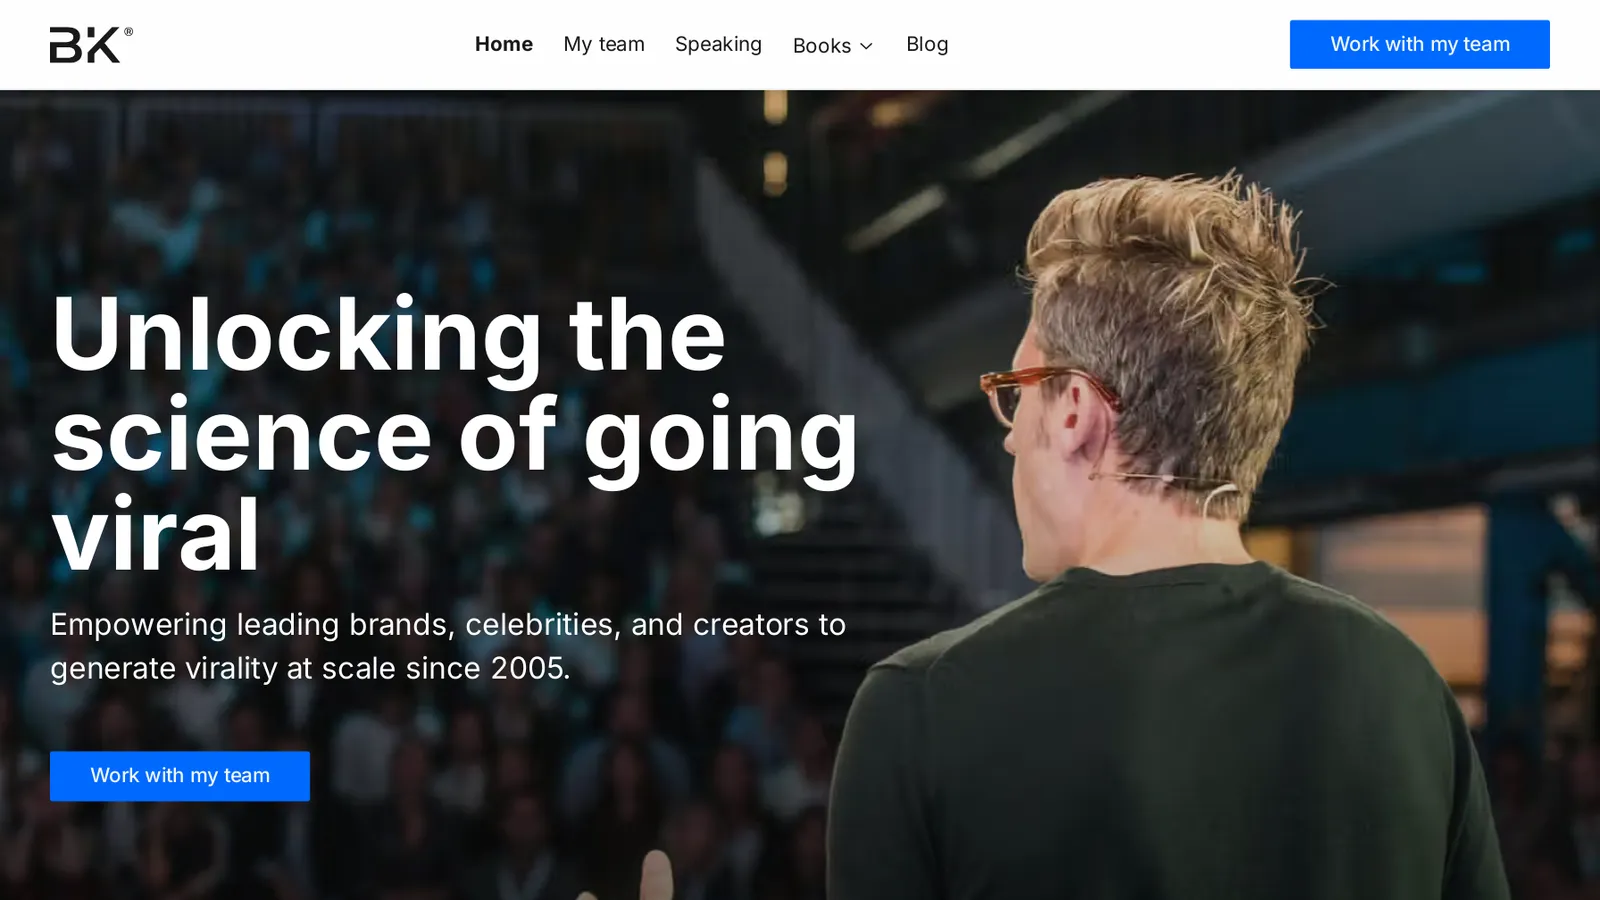 BK®
Home
My team
Speaking
Books
Blog
Work with my team
Unlocking the
science of going
viral
Empowering leading brands, celebrities, and creators to
generate virality at scale since 2005.
Work with my team